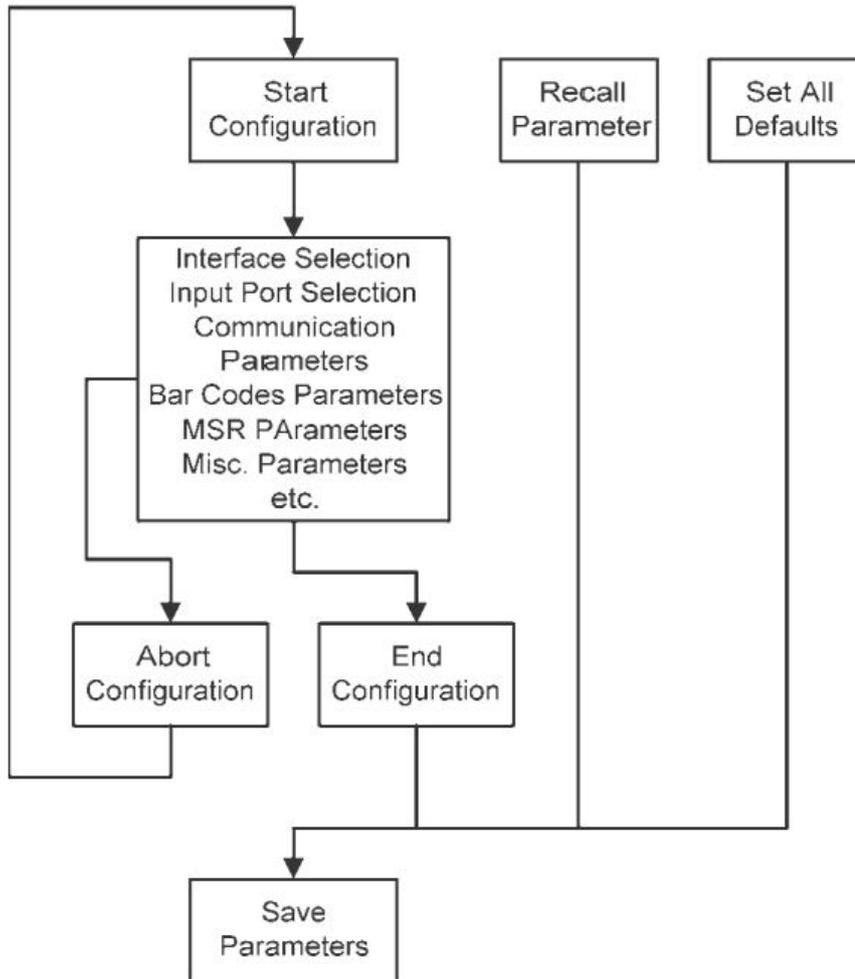 Start
Configuration
Recall
Parameter
Set All
Defaults
Interface Selection
Input Port Selection
Communication
Parameters
Bar Codes Parameters
MSR PArameters
Misc. Parameters
etc.
Abort
Configuration
End
Configuration
Save
Parameters